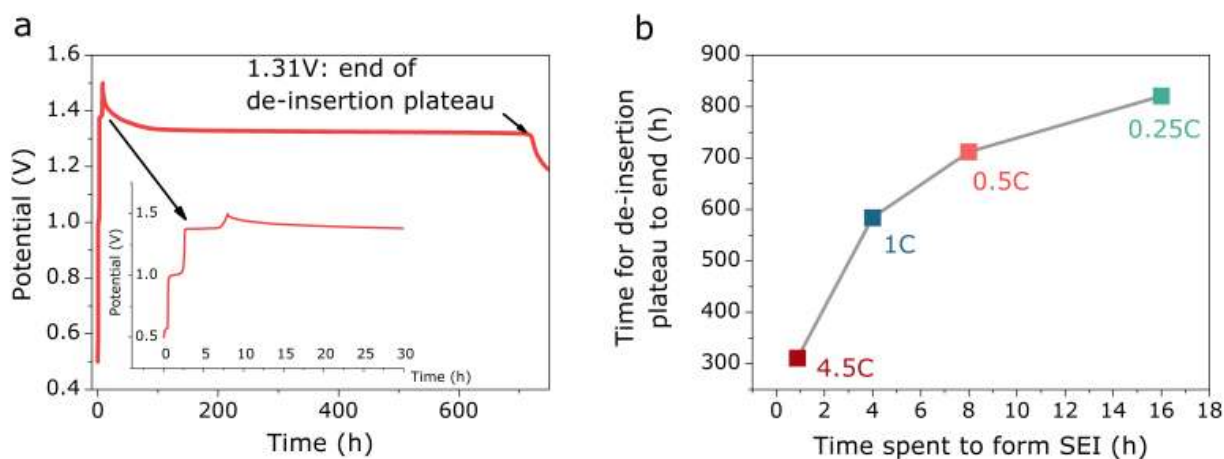 a
1.6
1.4
1.2
1.0
0.8
0.6
0.4
Potential (V)
1.31V: end of
de-insertion plateau
1.5
1.0
0.5
Potential (V)
0 5 10 15 20 25 30
Time (h)
0 200 400 600
Time (h)
b
900
800
700
600
500
400
300
Time for de-insertion
plateau to end (h)
0.25C
0.5C
1C
4.5C
0 2 4 6 8 10 12 14 16 18
Time spent to form SEI (h)